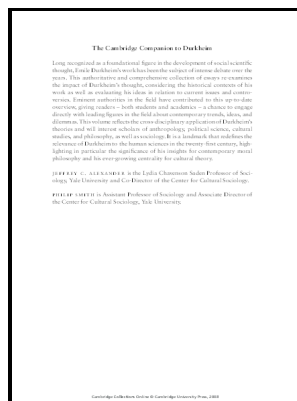 The Cambridge Companion to Durkheim
Long recognized as a foundational figure in the development of social scientific
thought, Emile Durkheim's work has been the subject of intense debate over the
years. This authoritative and comprehensive collection of essays re-examines
the impact of Durkheim's thought, considering the historical contexts of his
work as well as evaluating his ideas in relation to current issues and contro-
versies. Eminent authorities in the field have contributed to this up-to-date
overview, giving readers – both students and academics – a chance to engage
directly with leading figures in the field about contemporary trends, ideas, and
dilemmas. This volume reflects the cross-disciplinary application of Durkheim's
theories and will interest scholars of anthropology, political science, cultural
studies, and philosophy, as well as sociology. It is a landmark that redefines the
relevance of Durkheim to the human sciences in the twenty-first century, high-
lighting in particular the significance of his insights for contemporary moral
philosophy and his ever-growing centrality for cultural theory.
JEFFREY C. ALEXANDER is the Lydia Chavenson Saden Professor of Soci-
ology, Yale University and Co-Director of the Center for Cultural Sociology.
PHILIP SMITH is Assistant Professor of Sociology and Associate Director of
the Center for Cultural Sociology, Yale University.
Cambridge Collections Online © Cambridge University Press, 2008